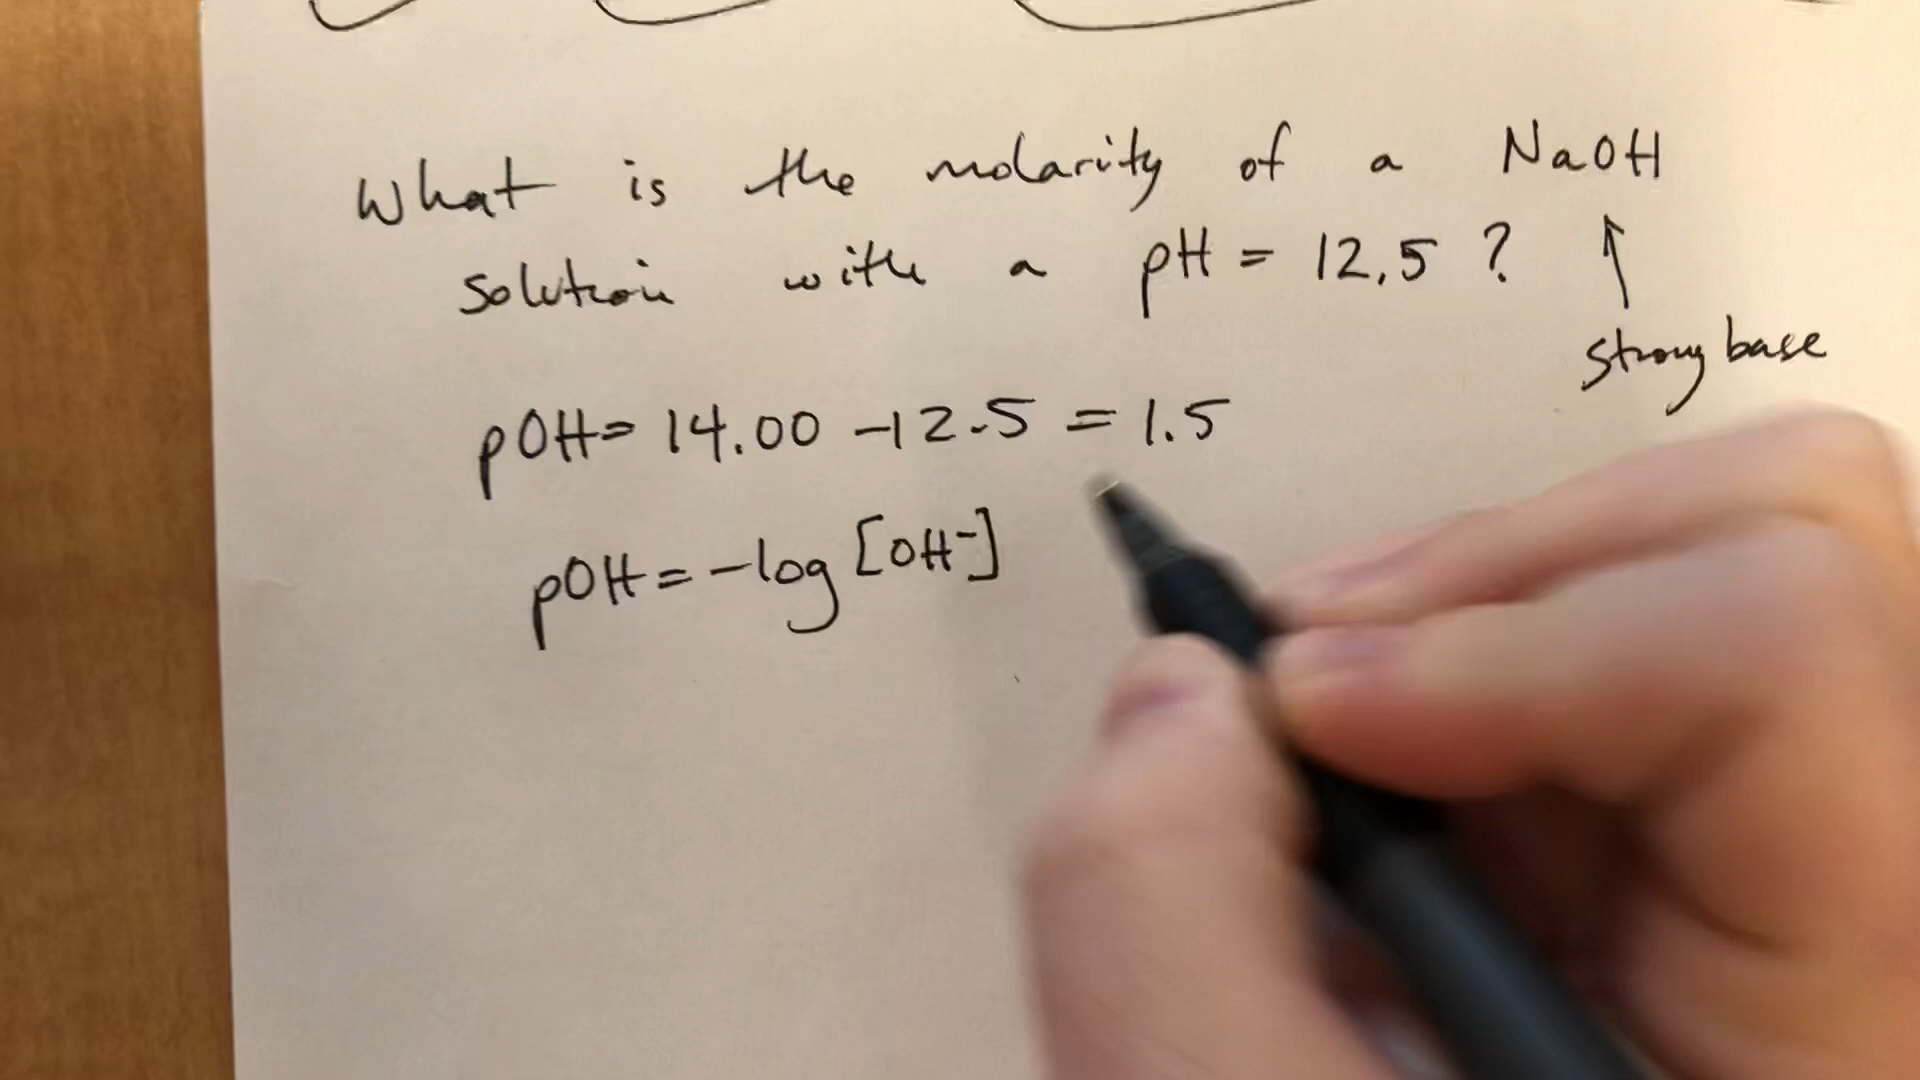 What is the molarity of a NaOH
solution with a pH = 12.5 ?
strong base
pOH = 14.00 - 12.5 = 1.5
pOH = -log [OH⁻]